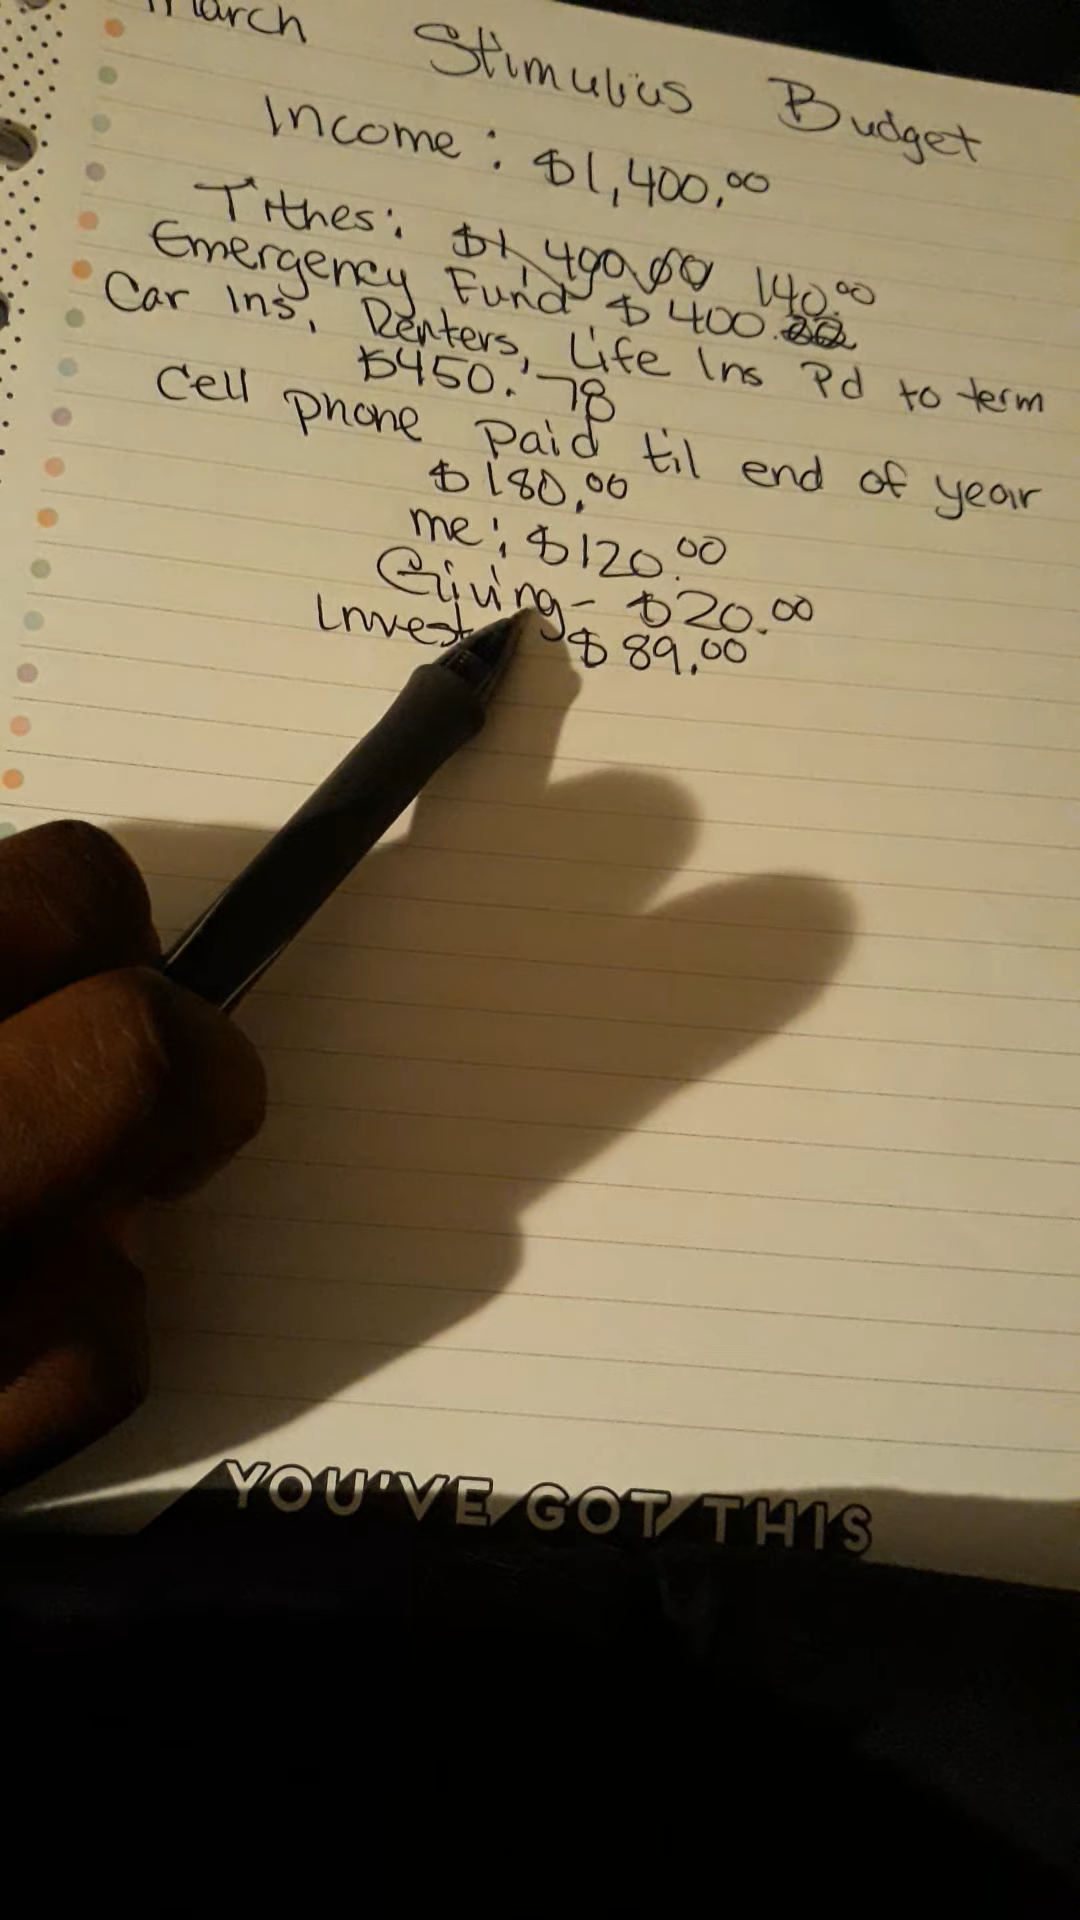 March Stimulus Budget
Income: $1,400.00
Tithes: $1,400.00 140.00
Emergency Fund $400.00
Car Ins, Renters, Life Ins Pd to term
$450.78
Cell phone paid til end of year
$180.00
me: $120.00
Giving- $20.00
Invest $89.00
YOU'VE GOT THIS